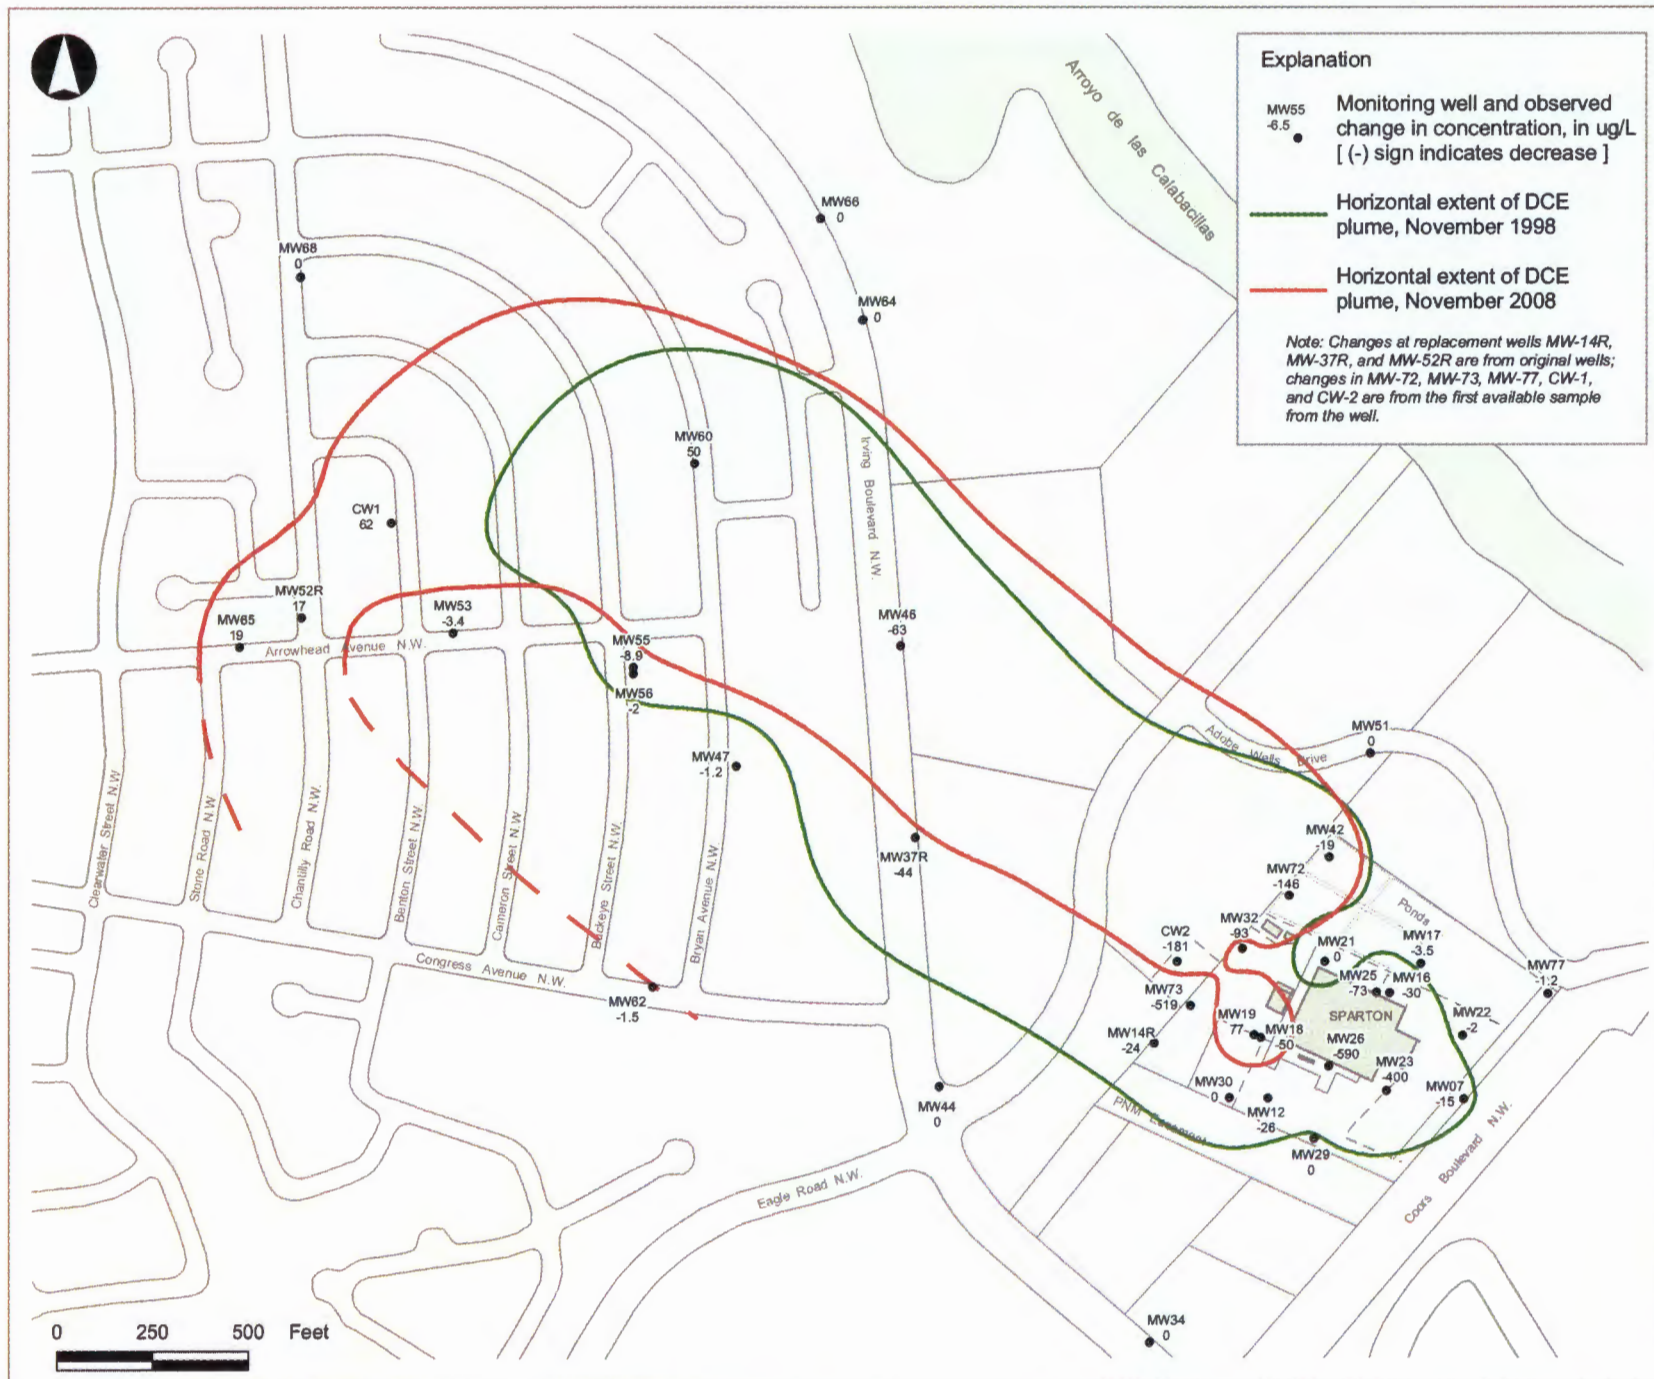 Explanation
MW55
-6.5
Monitoring well and observed
change in concentration, in ug/L
[ (-) sign indicates decrease ]
Horizontal extent of DCE
plume, November 1998
Horizontal extent of DCE
plume, November 2008
Note: Changes at replacement wells MW-14R,
MW-37R, and MW-52R are from original wells;
changes in MW-72, MW-73, MW-77, CW-1,
and CW-2 are from the first available sample
from the well.
Arroyo de las Calabacillas
MW66
0
MW68
0
MW64
0
MW60
50
Irving Boulevard N.W.
CW1
62
MW52R
17
MW65
19
MW53
-3.4
Arrowhead Avenue N.W.
MW55
-8.9
MW56
-2
MW46
-63
MW47
-1.2
MW51
0
Adobe Wells Drive
Clearwater Street N.W
Stone Road N.W
Chantilly Road N.W.
Benton Street N.W.
Cameron Street N.W
Buckeye Street N.W.
Bryan Avenue N.W
MW37R
-44
MW42
-19
MW72
-146
Ponds
MW32
-93
CW2
-181
MW21
0
MW17
-3.5
MW25
-73
MW16
-30
MW77
-1.2
Congress Avenue N.W.
MW62
-1.5
MW73
-519
SPARTON
MW22
-2
MW19
77
MW18
-50
MW14R
-24
MW26
-590
MW23
-400
MW07
-15
MW30
0
MW12
-26
MW44
0
PNM Easement
MW29
0
Coors Boulevard N.W.
Eagle Road N.W.
MW34
0
0 250 500 Feet